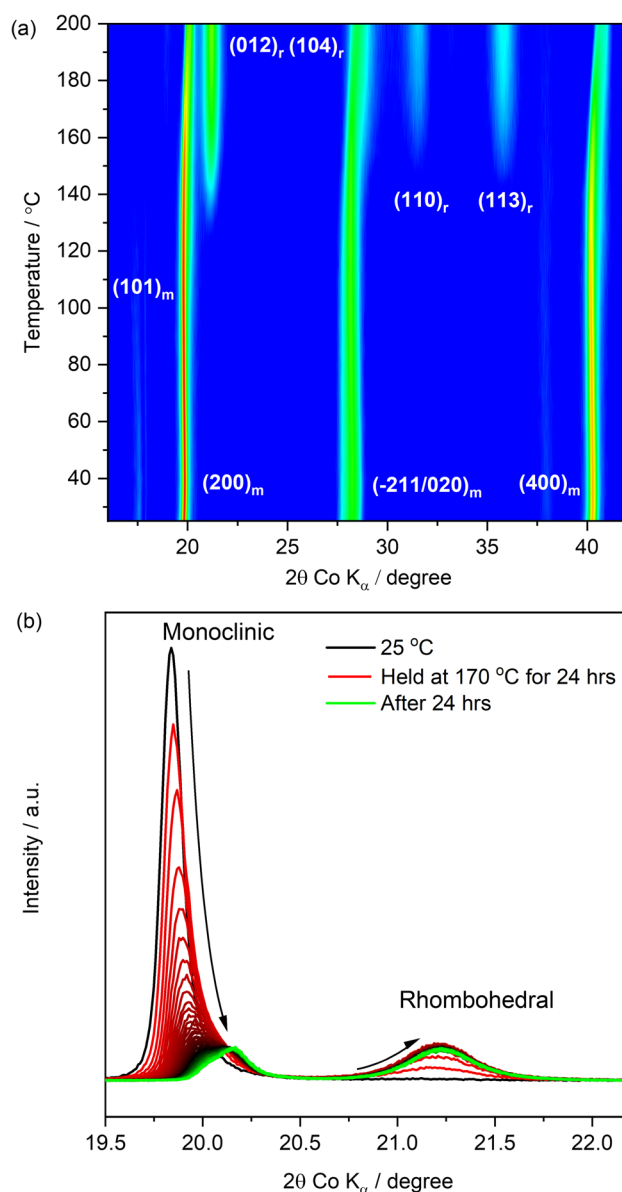 (a)
200
180
160
140
120
100
80
60
40
Temperature / °C
(012)r (104)r
(110)r
(113)r
(101)m
(200)m
(-211/020)m
(400)m
20
25
30
35
40
2θ Co Kα / degree
(b)
Monoclinic
25 °C
Held at 170 °C for 24 hrs
After 24 hrs
Intensity / a.u.
Rhombohedral
19.5
20.0
20.5
21.0
21.5
22.0
2θ Co Kα / degree